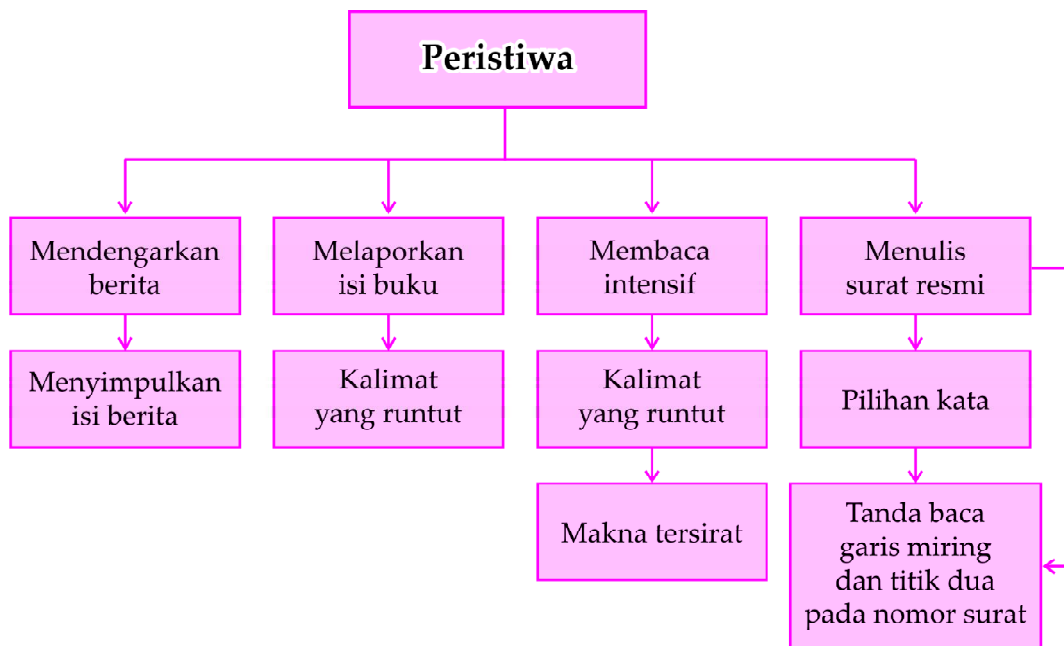 Peristiwa
Mendengarkan
berita
Melaporkan
isi buku
Membaca
intensif
Menulis
surat resmi
Menyimpulkan
isi berita
Kalimat
yang runtut
Kalimat
yang runtut
Pilihan kata
Makna tersirat
Tanda baca
garis miring
dan titik dua
pada nomor surat